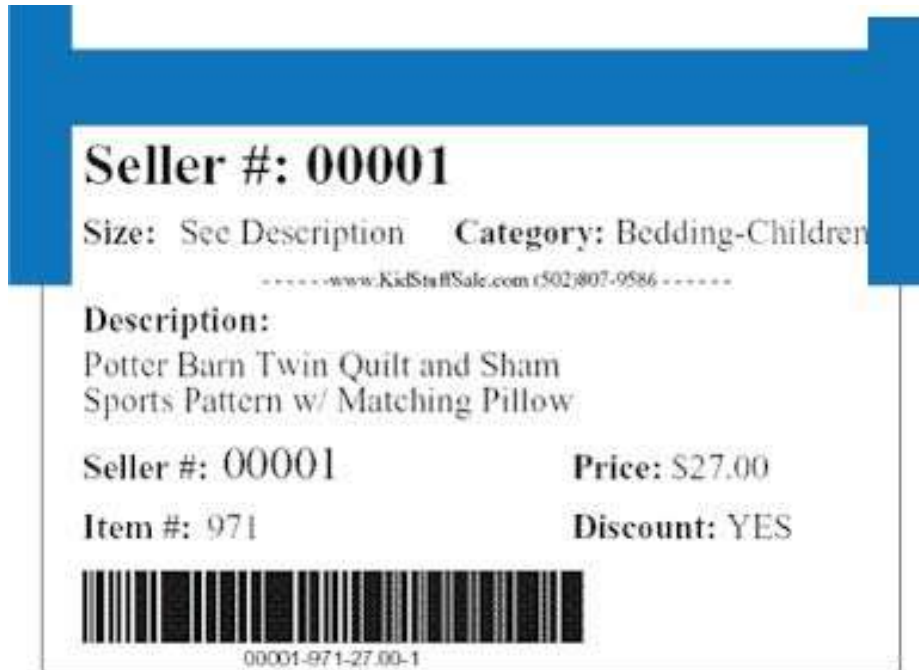 Seller #: 00001
Size: See Description Category: Bedding-Children
- - - - - -www.KidStuffSale.com (502)807-9586 - - - - - -
Description:
Potter Barn Twin Quilt and Sham
Sports Pattern w/ Matching Pillow
Seller #: 00001 Price: $27.00
Item #: 971 Discount: YES
00001-971-27.00-1